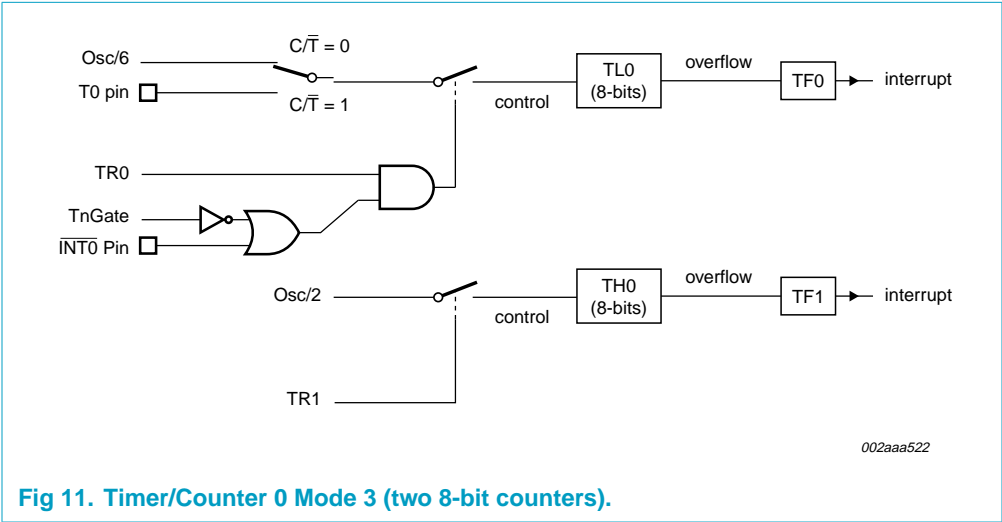 C/T̅ = 0
Osc/6
T0 pin
C/T̅ = 1
control
TL0
(8-bits)
overflow
TF0
interrupt
TR0
TnGate
I̅N̅T̅0̅ Pin
Osc/2
control
TH0
(8-bits)
overflow
TF1
interrupt
TR1
002aaa522
Fig 11. Timer/Counter 0 Mode 3 (two 8-bit counters).